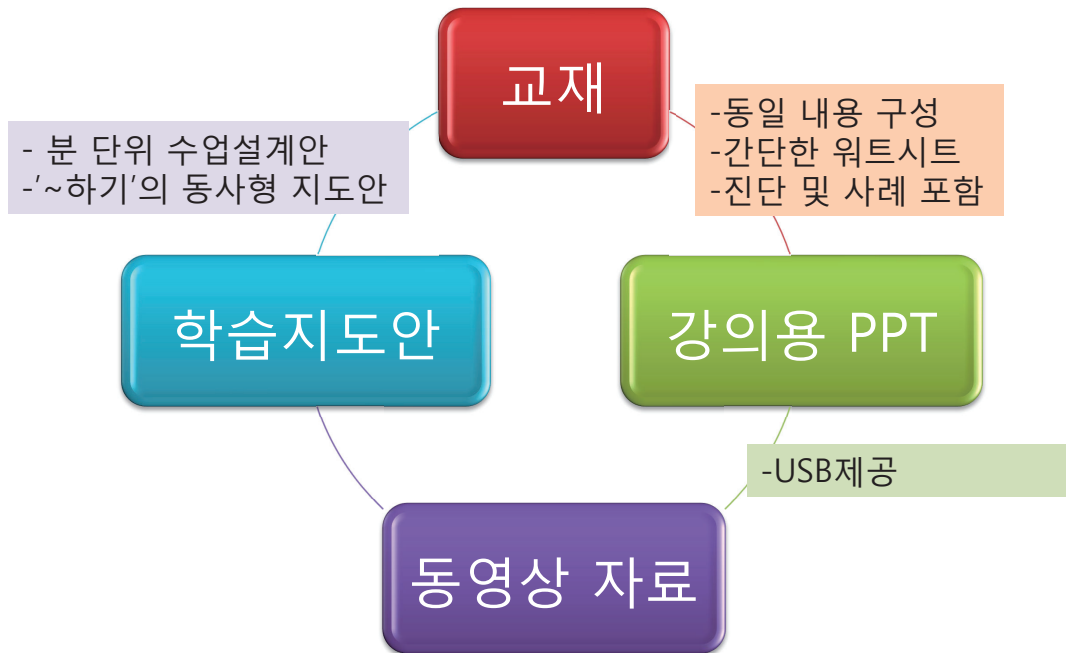 교재
- 분 단위 수업설계안
-'~하기'의 동사형 지도안
-동일 내용 구성
-간단한 워트시트
-진단 및 사례 포함
학습지도안
강의용 PPT
-USB제공
동영상 자료